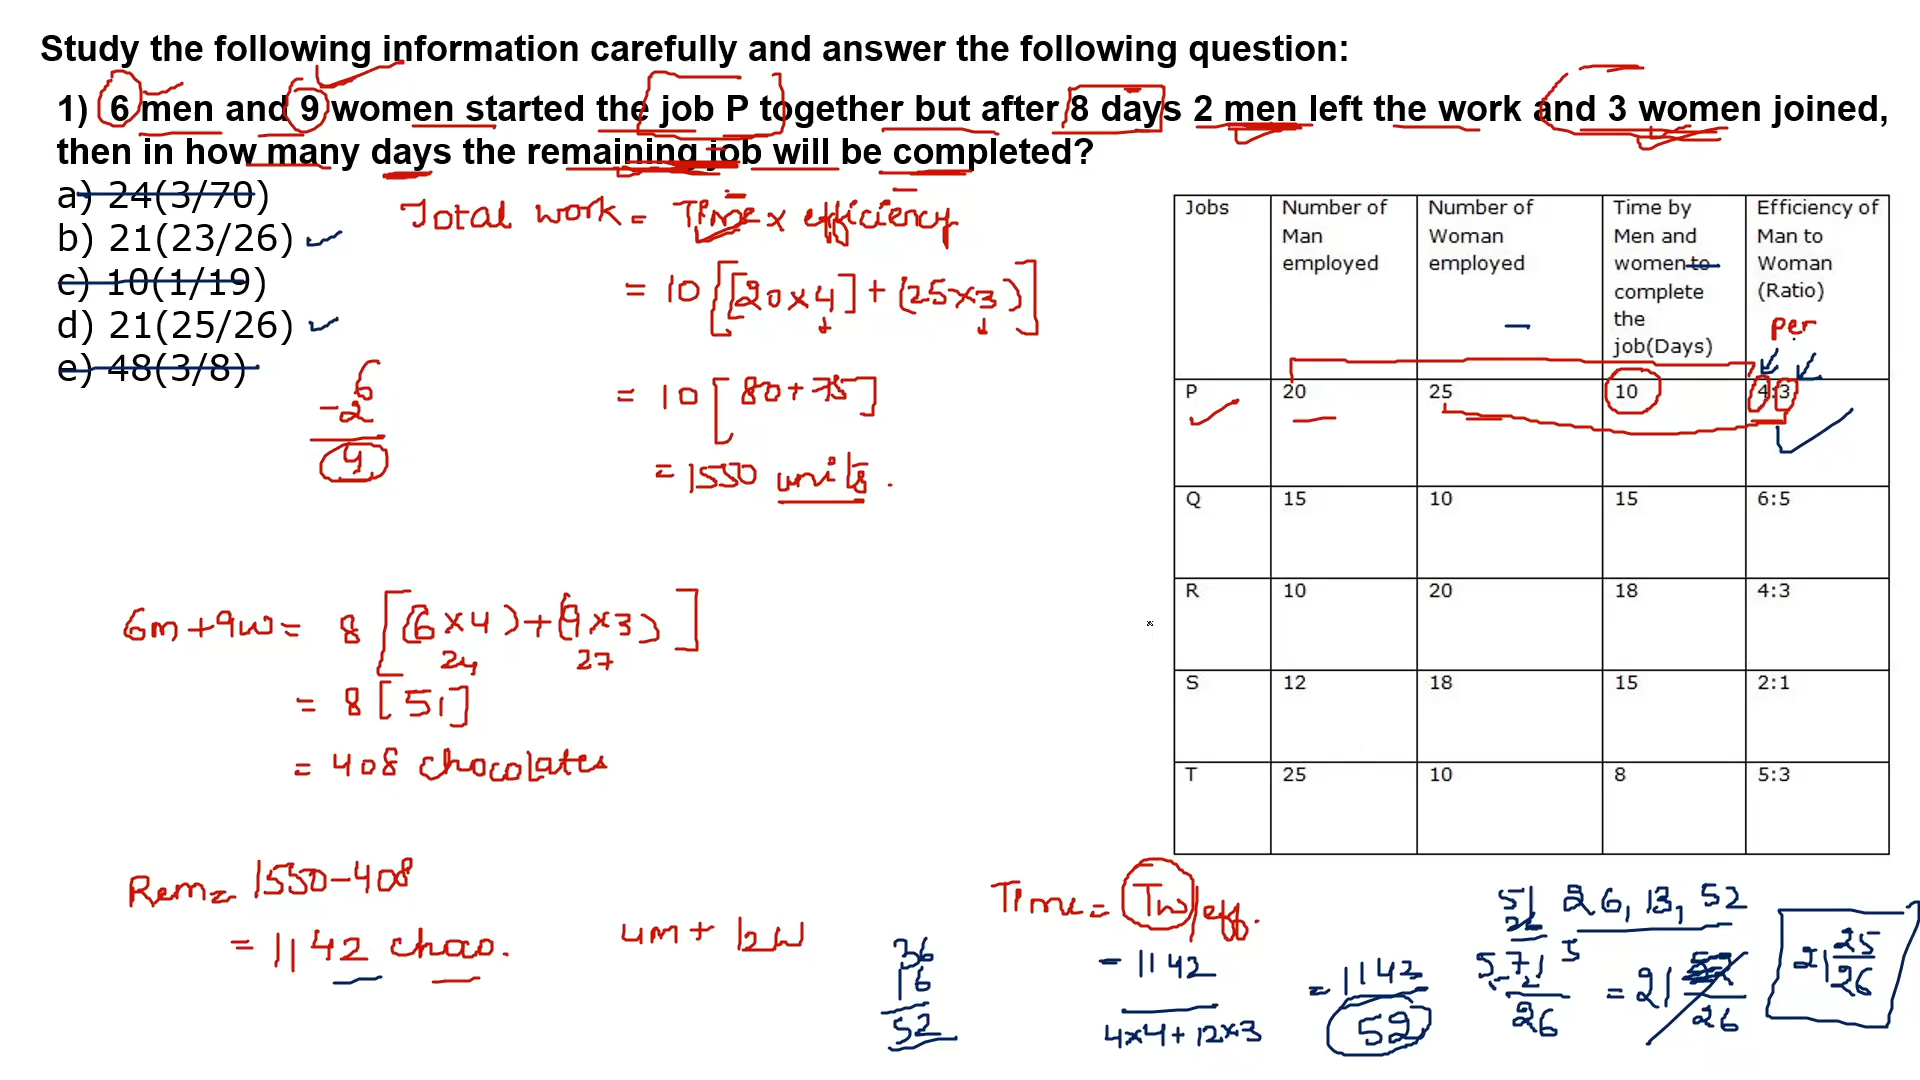 Study the following information carefully and answer the following question:
1) 6 men and 9 women started the job P together but after 8 days 2 men left the work and 3 women joined,
then in how many days the remaining job will be completed?
a) 24(3/70)
b) 21(23/26)
c) 10(1/19)
d) 21(25/26)
e) 48(3/8)
Total work = Time x efficiency
= 10 [[20x4] + (25x3)]
= 10 [80+75]
= 1550 units.
6
-2
4
6m+9w= 8 [(6x4)+(9x3)]
24 27
= 8 [51]
= 408 chocolates
Rem= 1550-408
= 1142 choco.
4m+ 12w
36
16
52
Jobs Number of Man employed Number of Woman employed Time by Men and women to complete the job(Days) Efficiency of Man to Woman (Ratio)
per
P 20 25 10 4:3
Q 15 10 15 6:5
R 10 20 18 4:3
S 12 18 15 2:1
T 25 10 8 5:3
Time= Tw/eff.
= 1142
4x4+12x3
= 1142
52
51 26, 13, 52
571
26
= 21
26
21 25
26